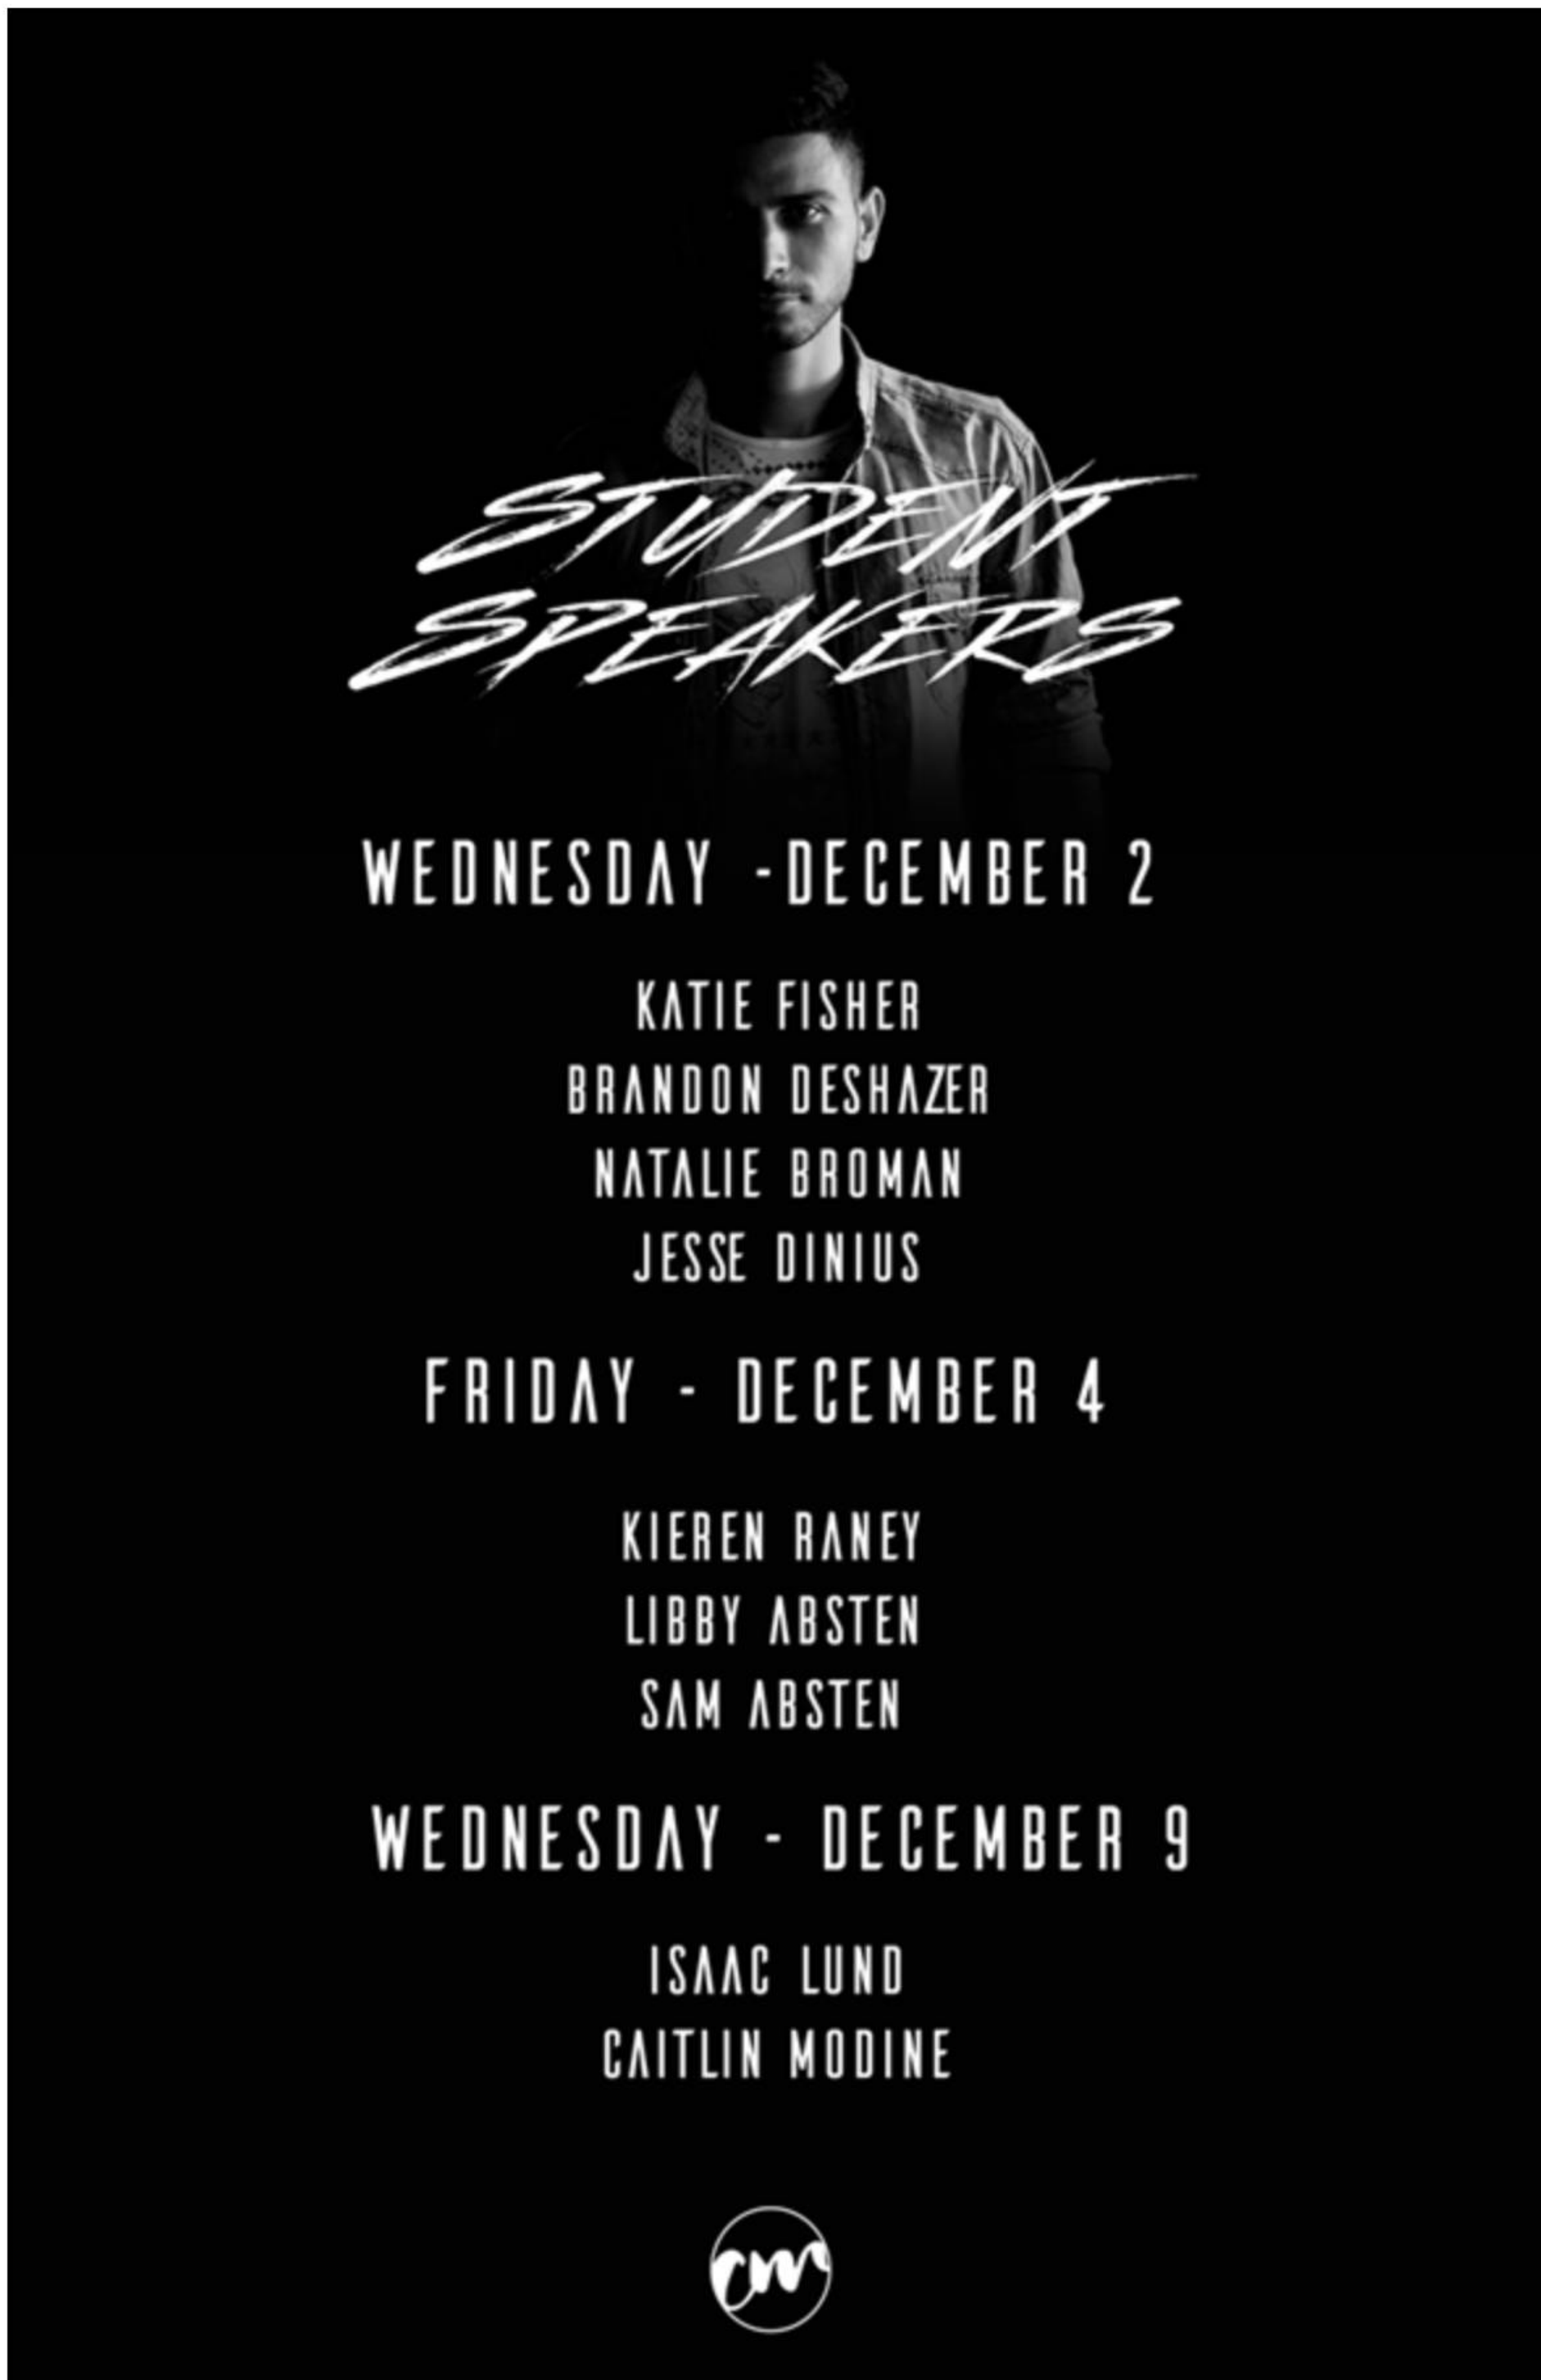 STUDENT
SPEAKERS
WEDNESDAY -DECEMBER 2
KATIE FISHER
BRANDON DESHAZER
NATALIE BROMAN
JESSE DINIUS
FRIDAY - DECEMBER 4
KIEREN RANEY
LIBBY ABSTEN
SAM ABSTEN
WEDNESDAY - DECEMBER 9
ISAAC LUND
CAITLIN MODINE
cm